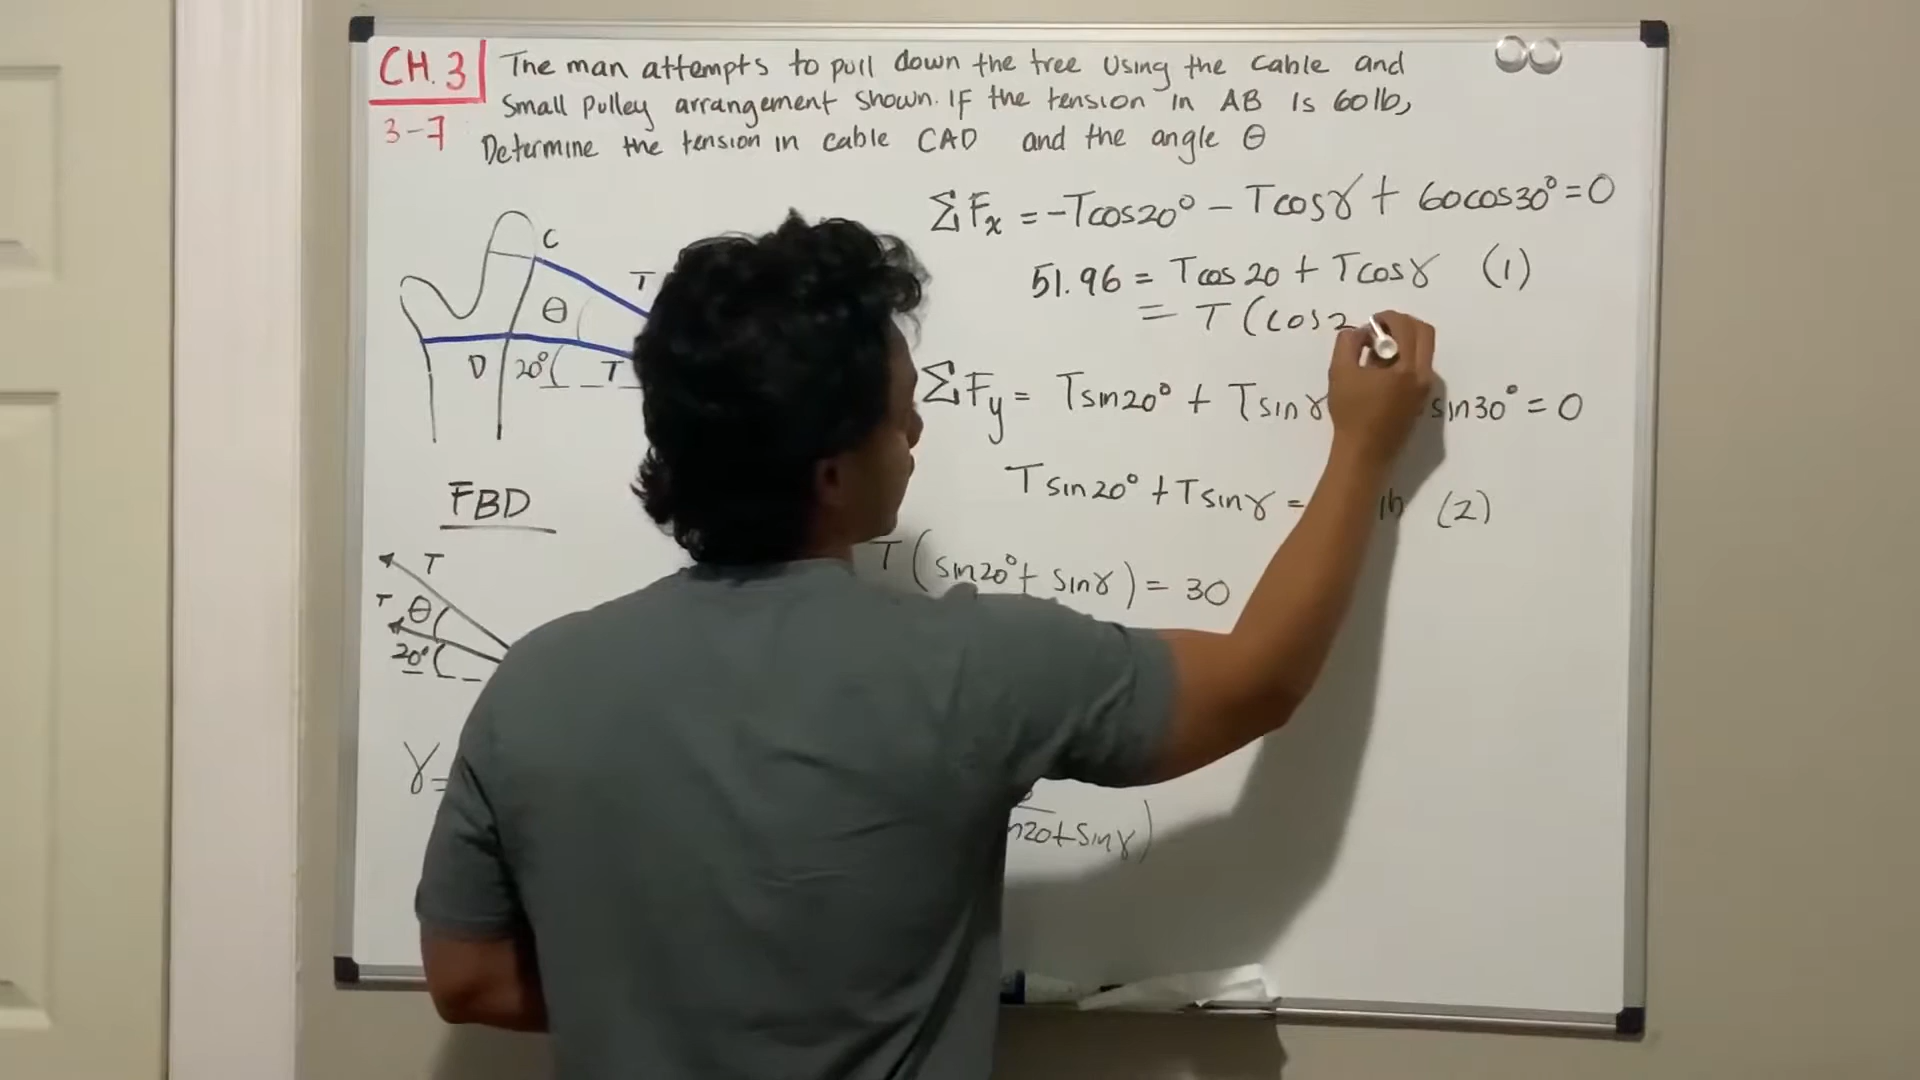 CH.3
3-7
The man attempts to pull down the tree using the cable and
Small pulley arrangement shown. IF the tension in AB is 60lb,
Determine the tension in cable CAD and the angle θ
ΣFx = -Tcos20° - Tcosγ + 60cos30° = 0
51.96 = Tcos20 + Tcosγ (1)
= T(cos2
ΣFy = Tsin20° + Tsinγ sin30° = 0
Tsin20° + Tsinγ = lb (2)
T(sin20° + sinγ) = 30
n20+sinγ)
C
T
θ
D 20° T
FBD
T
T θ
20°
γ=